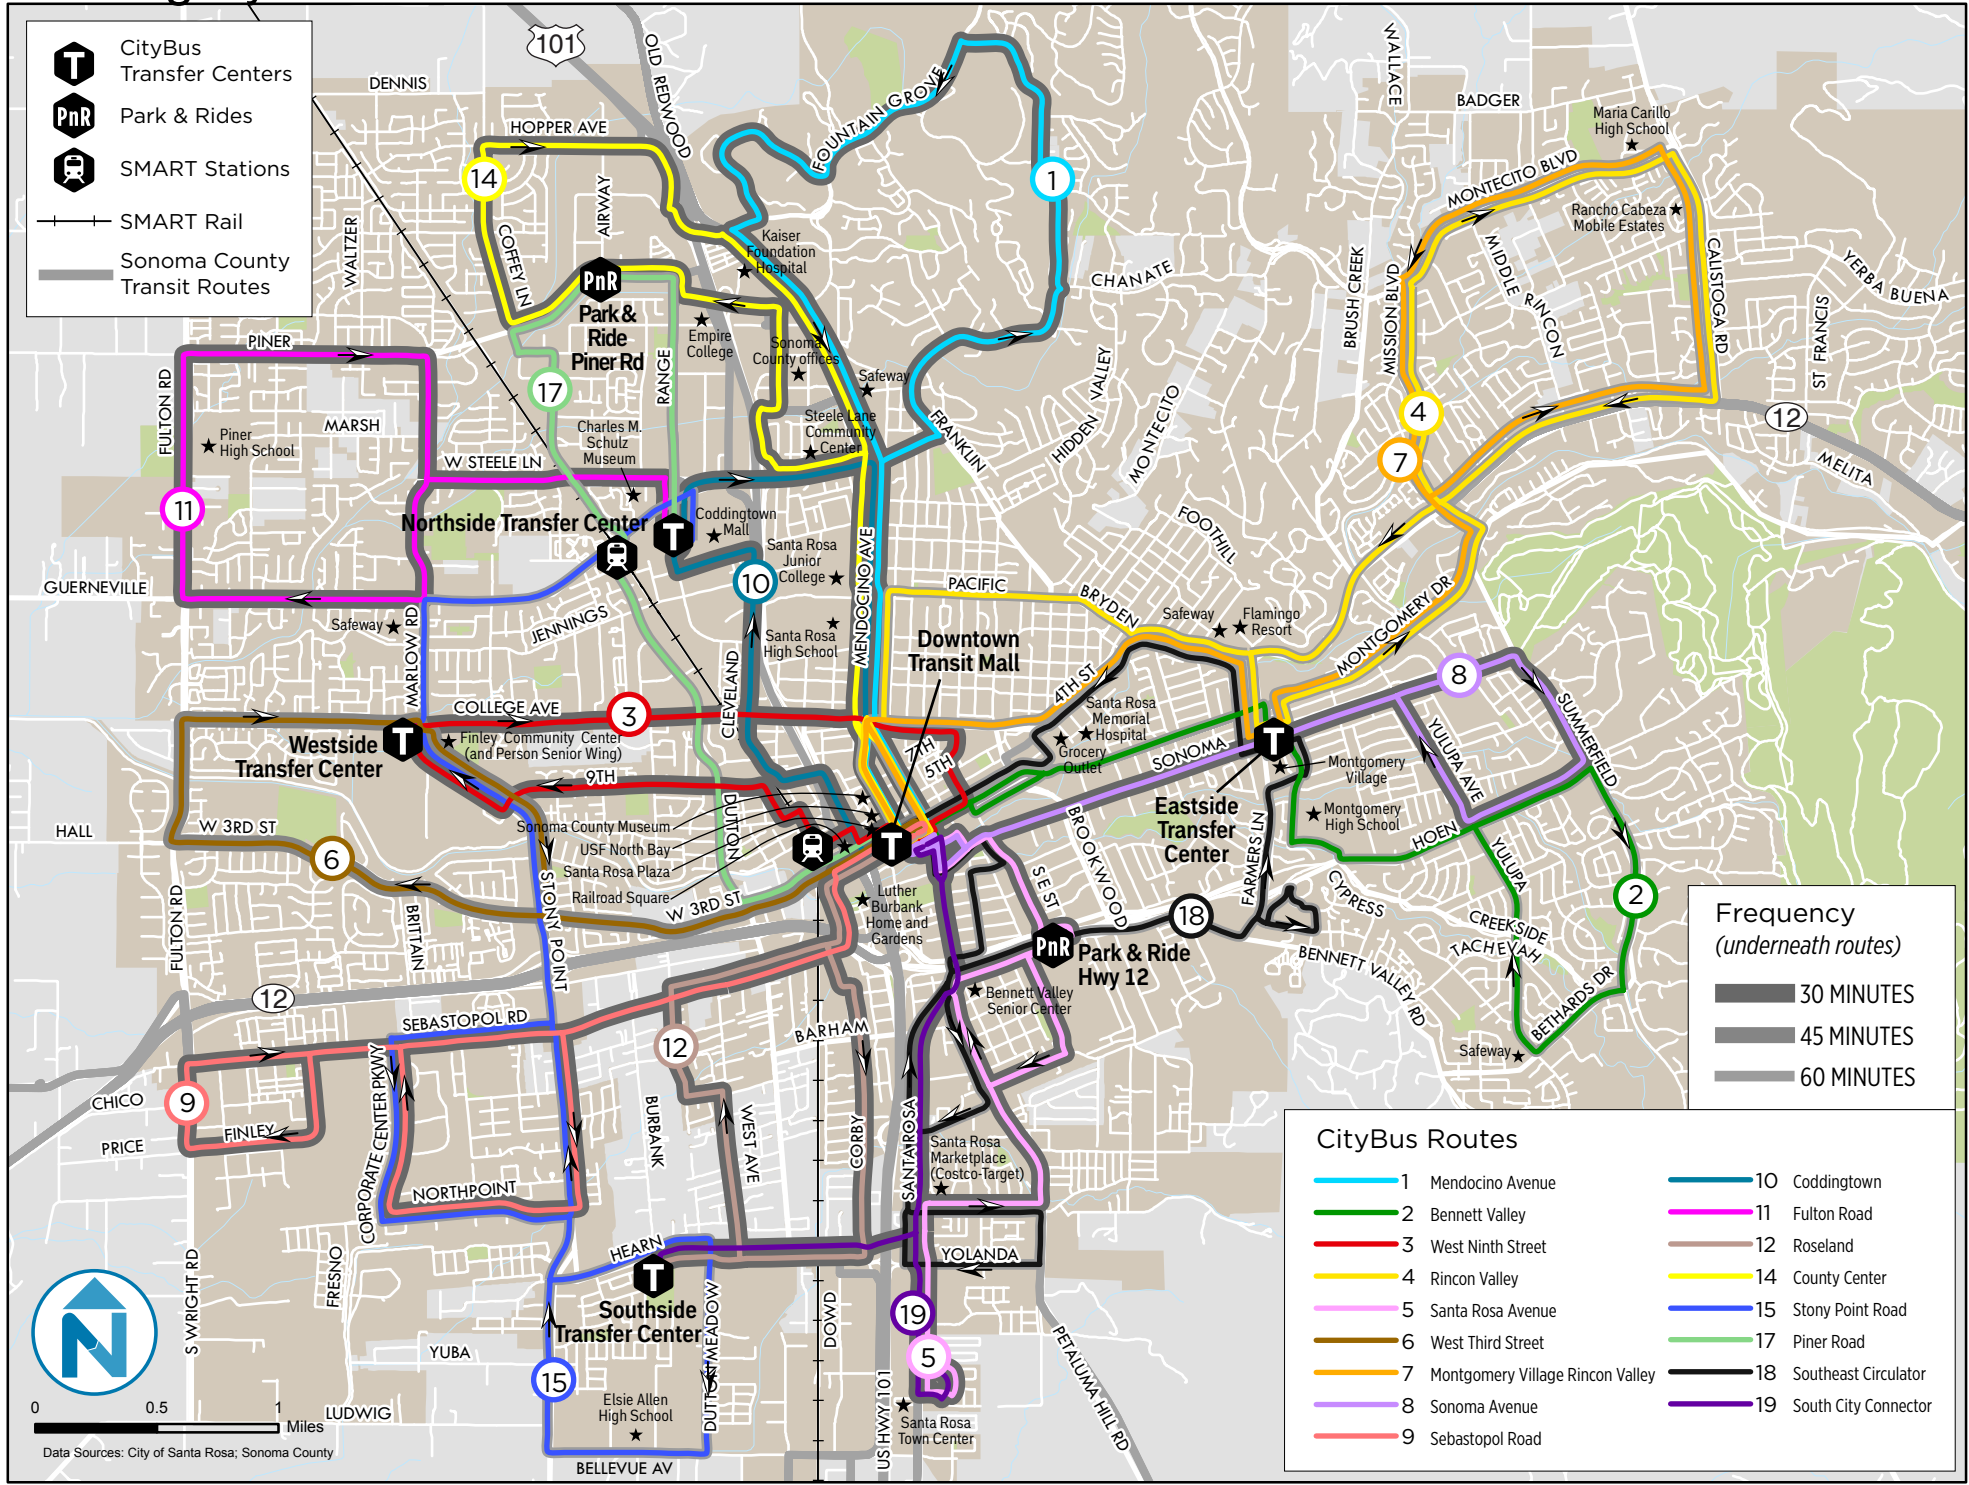 CityBus
Transfer Centers
PnR
Park & Rides
SMART Stations
SMART Rail
Sonoma County
Transit Routes
101
DENNIS
OLD REDWOOD
HOPPER AVE
14
AIRWAY
WALTZER
COFFEY LN
FOUNTAIN GROVE
1
WALLACE
BADGER
Maria Carillo
High School
MONTECITO BLVD
Rancho Cabeza
Mobile Estates
MIDDLE RINCON
CALISTOGA RD
YERBA BUENA
ST FRANCIS
BRUSH CREEK
MISSION BLVD
CHANATE
Kaiser
Foundation
Hospital
PnR
Park &
Ride
Piner Rd
RANGE
Empire
College
Sonoma
County offices
Safeway
Steele Lane
Community
Center
FRANKLIN
HIDDEN VALLEY
MONTECITO
4
7
12
MELITA
PINER
FULTON RD
MARSH
Piner
High School
17
Charles M.
Schulz
Museum
W STEELE LN
11
Northside Transfer Center
T
Coddingtown
Mall
Santa Rosa
Junior
College
10
MENDOCINO AVE
FOOTHILL
GUERNEVILLE
JENNINGS
Safeway
MARLOW RD
Santa Rosa
High School
CLEVELAND
PACIFIC
BRYDEN
Safeway
Flamingo
Resort
MONTGOMERY DR
Downtown
Transit Mall
4TH ST
8
SUMMERFIELD
COLLEGE AVE
3
Finley Community Center
(and Person Senior Wing)
Westside
Transfer Center
T
9TH
7TH
5TH
Santa Rosa
Memorial
Hospital
Grocery
Outlet
SONOMA
T
Montgomery
Village
YULUPA AVE
Eastside
Transfer
Center
Montgomery
High School
HOEN
HALL
W 3RD ST
6
DUTTON
Sonoma County Museum
USF North Bay
Santa Rosa Plaza
Railroad Square
T
BROOKWOOD
FARMERS LN
YULUPA
2
STONY POINT
W 3RD ST
Luther
Burbank
Home and
Gardens
S E ST
18
CYPRESS
CREEKSIDE
TACHEVAH
FULTON RD
BRITTAIN
PnR
Park & Ride
Hwy 12
BENNETT VALLEY RD
BETHARDS DR
Safeway
12
SEBASTOPOL RD
12
BARHAM
Bennett Valley
Senior Center
CHICO
9
PRICE
FINLEY
CORPORATE CENTER PKWY
NORTHPOINT
BURBANK
WEST AVE
CORBY
SANTA ROSA
Santa Rosa
Marketplace
(Costco-Target)
HEARN
T
YOLANDA
Southside
Transfer Center
S WRIGHT RD
FRESNO
DUTTON MEADOW
DOWD
19
5
YUBA
15
Elsie Allen
High School
LUDWIG
BELLEVUE AV
US HWY 101
Santa Rosa
Town Center
PETALUMA HILL RD
N
0 0.5 1
Miles
Data Sources: City of Santa Rosa; Sonoma County
Frequency
(underneath routes)
30 MINUTES
45 MINUTES
60 MINUTES
CityBus Routes
1 Mendocino Avenue
2 Bennett Valley
3 West Ninth Street
4 Rincon Valley
5 Santa Rosa Avenue
6 West Third Street
7 Montgomery Village Rincon Valley
8 Sonoma Avenue
9 Sebastopol Road
10 Coddingtown
11 Fulton Road
12 Roseland
14 County Center
15 Stony Point Road
17 Piner Road
18 Southeast Circulator
19 South City Connector